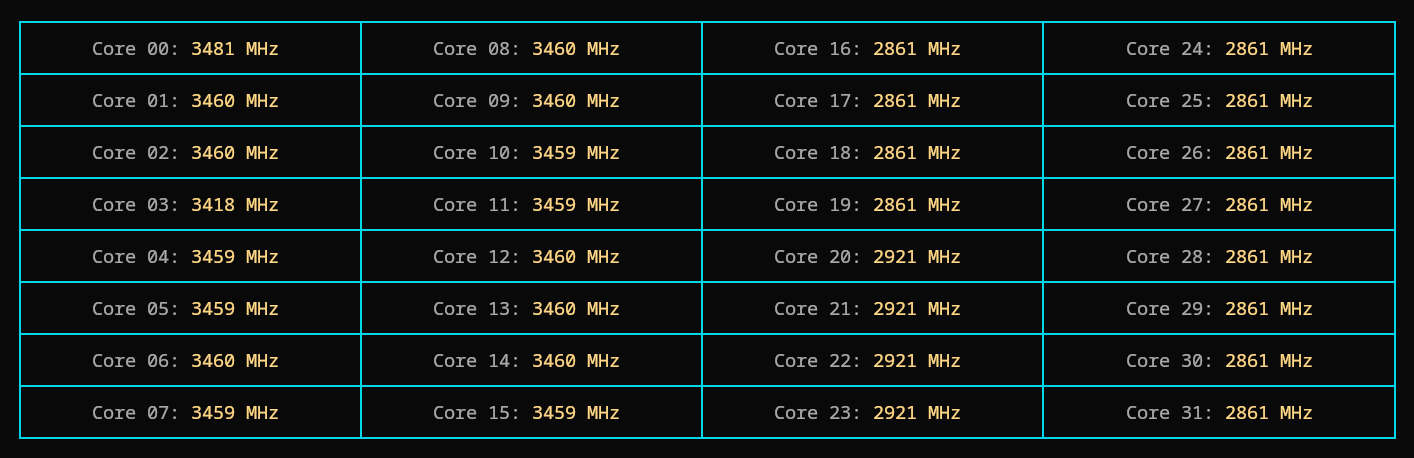 Core 00: 3481 MHz Core 08: 3460 MHz Core 16: 2861 MHz Core 24: 2861 MHz
Core 01: 3460 MHz Core 09: 3460 MHz Core 17: 2861 MHz Core 25: 2861 MHz
Core 02: 3460 MHz Core 10: 3459 MHz Core 18: 2861 MHz Core 26: 2861 MHz
Core 03: 3418 MHz Core 11: 3459 MHz Core 19: 2861 MHz Core 27: 2861 MHz
Core 04: 3459 MHz Core 12: 3460 MHz Core 20: 2921 MHz Core 28: 2861 MHz
Core 05: 3459 MHz Core 13: 3460 MHz Core 21: 2921 MHz Core 29: 2861 MHz
Core 06: 3460 MHz Core 14: 3460 MHz Core 22: 2921 MHz Core 30: 2861 MHz
Core 07: 3459 MHz Core 15: 3459 MHz Core 23: 2921 MHz Core 31: 2861 MHz